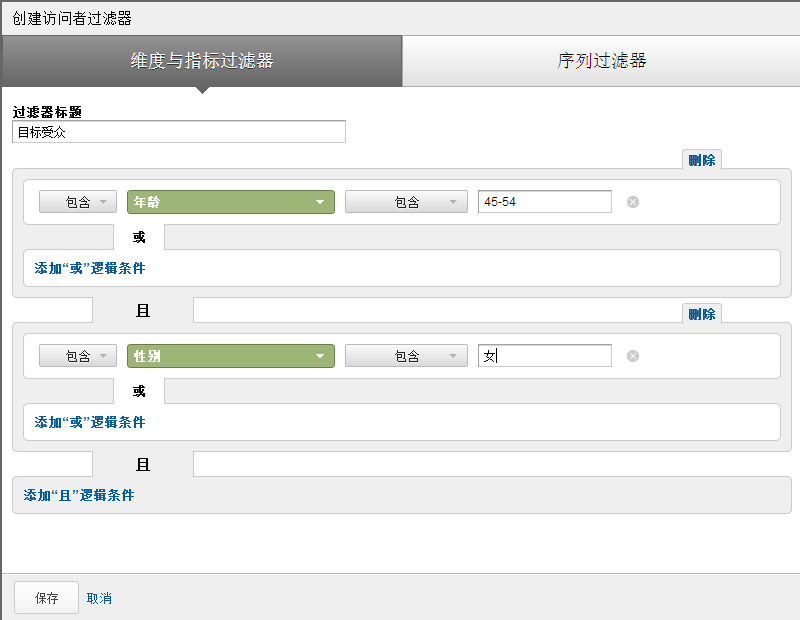 创建访问者过滤器
维度与指标过滤器 序列过滤器
过滤器标题
目标受众
删除
包含 年龄 包含 45-54
或
添加“或”逻辑条件
且
删除
包含 性别 包含 女
或
添加“或”逻辑条件
且
添加“且”逻辑条件
保存 取消